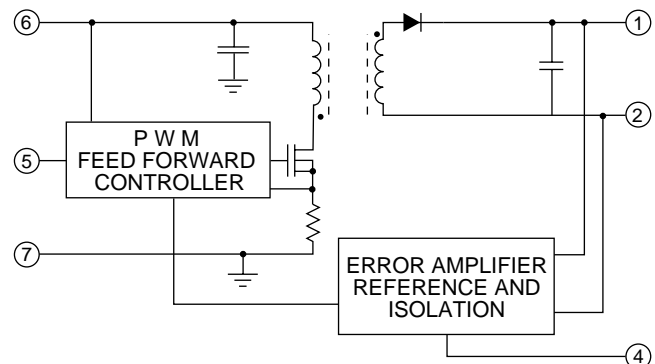 6
1
2
P W M
FEED FORWARD
CONTROLLER
5
7
ERROR AMPLIFIER
REFERENCE AND
ISOLATION
4